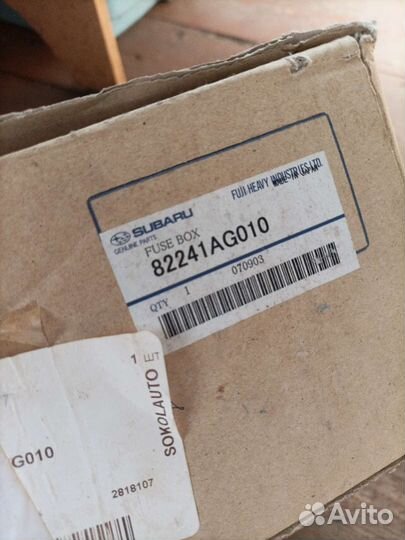 SUBARU
GENUINE PARTS
FUJI HEAVY INDUSTRIES LTD.
MADE IN JAPAN
FUSE BOX
82241AG010
QTY 1 070903
1 ШТ
SOKOLAUTO
G010
2818107
Avito